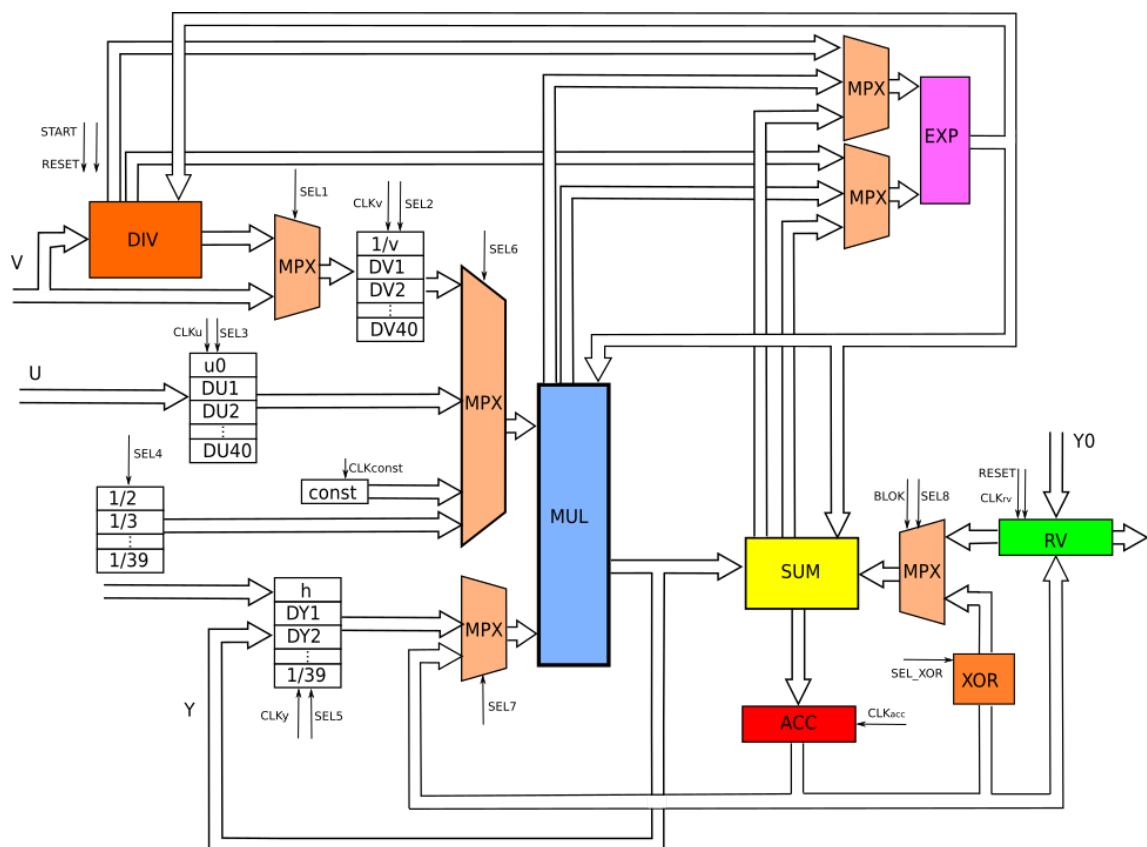 START
RESET
DIV
V
SEL1
MPX
CLKv
SEL2
1/v
DV1
DV2
DV40
SEL6
MPX
MPX
EXP
MPX
U
CLKu
SEL3
u0
DU1
DU2
DU40
SEL4
1/2
1/3
1/39
CLKconst
const
MPX
MUL
h
DY1
DY2
1/39
Y
CLKy
SEL5
MPX
SEL7
SUM
BLOK
SEL8
MPX
RESET
CLKrv
Y0
RV
SEL_XOR
XOR
ACC
CLKacc